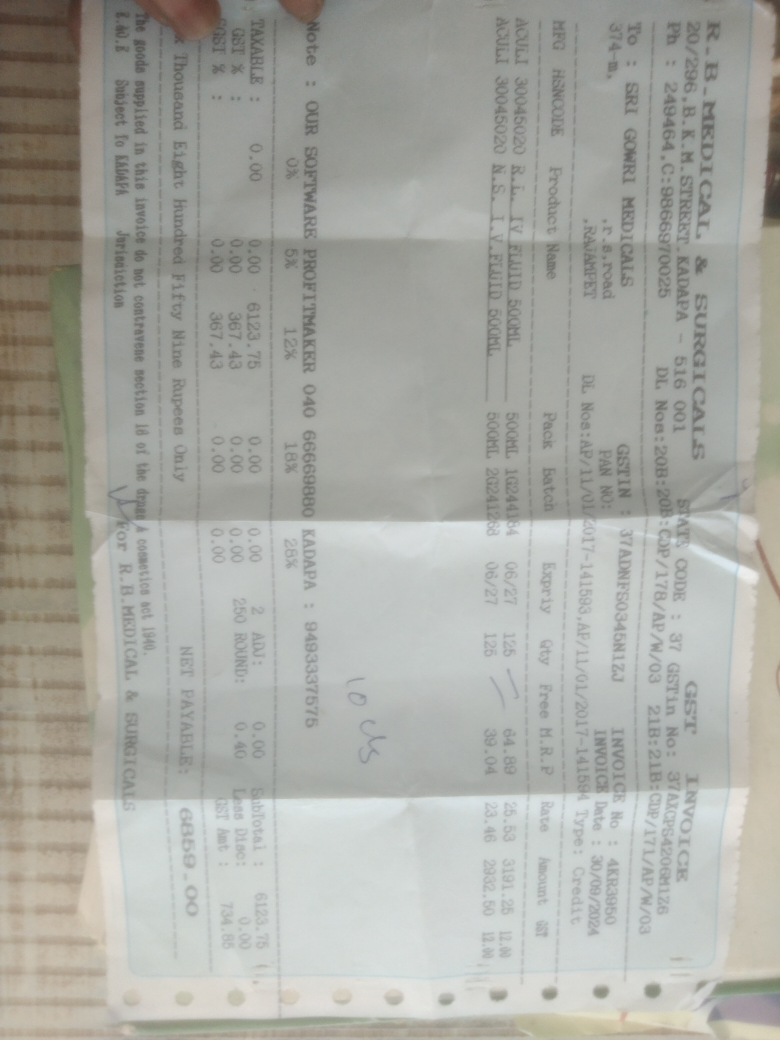 R.B.MEDICAL & SURGICALS GST INVOICE
20/296,B.K.M.STREET KADAPA - 516 001 STATE CODE : 37 GSTin No: 37AXCPS4206M1Z6
Ph : 249464,C:9866970025 DL Nos:20B:20B:CDP/178/AP/W/03 21B:21B:CDP/171/AP/W/03
To : SRI GOWRI MEDICALS GSTIN : 37ADNFS0345N1ZJ INVOICE No : 4KR3950
374-m, ,r.s,road PAN NO: INVOICE Date : 30/09/2024
,RAJAMPET DL Nos:AP/11/01/2017-141593,AP/11/01/2017-141594 Type: Credit
MFG HSNCODE Product Name Pack Batch Expriy Qty Free M.R.P Rate Amount GST
ACULI 30045020 R.L. IV FLUID 500ML 500ML 1G244184 06/27 125 64.89 25.53 3191.25 12.00
ACULI 30045020 N.S. I.V.FLUID 500ML 500ML 2G241268 06/27 125 39.04 23.46 2932.50 12.00
10 c/s
Note : OUR SOFTWARE PROFITMAKER 040 66669880 KADAPA : 9493337575
0% 5% 12% 18% 28%
TAXABLE : 0.00 0.00 6123.75 0.00 0.00 2 ADJ: 0.00 SubTotal : 6123.75
GST % : 0.00 367.43 0.00 0.00 250 ROUND: 0.40 Less Disc: 0.00
GST % : 0.00 367.43 0.00 0.00 GST Amt : 734.85
Thousand Eight Hundred Fifty Nine Rupees Only NET PAYABLE: 6859.00
The goods supplied in this invoice do not contravene section 18 of the drugs & cosmetics act 1940.
E.&O.E Subject To KADAPA Jurisdiction For R.B.MEDICAL & SURGICALS